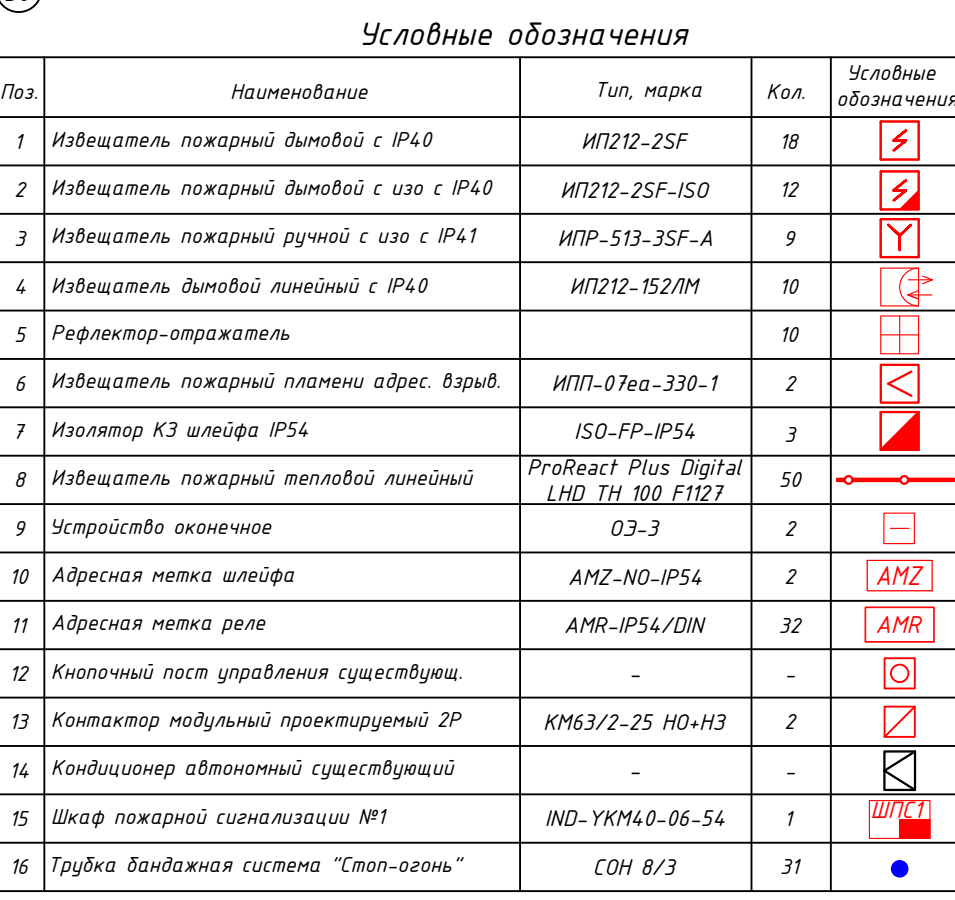 Условные обозначения
Поз. Наименование Тип, марка Кол. Условные обозначения
1 Извещатель пожарный дымовой с IP40 ИП212-2SF 18
2 Извещатель пожарный дымовой с изо с IP40 ИП212-2SF-ISO 12
3 Извещатель пожарный ручной с изо с IP41 ИПР-513-3SF-A 9
4 Извещатель дымовой линейный с IP40 ИП212-152ЛМ 10
5 Рефлектор-отражатель 10
6 Извещатель пожарный пламени адрес. взрыв. ИПП-07еа-330-1 2
7 Изолятор КЗ шлейфа IP54 ISO-FP-IP54 3
8 Извещатель пожарный тепловой линейный ProReact Plus Digital LHD TH 100 F1127 50
9 Устройство оконечное ОЭ-3 2
10 Адресная метка шлейфа AMZ-NO-IP54 2 AMZ
11 Адресная метка реле AMR-IP54/DIN 32 AMR
12 Кнопочный пост управления существующ. - -
13 Контактор модульный проектируемый 2Р КМ63/2-25 НО+НЗ 2
14 Кондиционер автономный существующий - -
15 Шкаф пожарной сигнализации №1 IND-YKM40-06-54 1 ШПС1
16 Трубка бандажная система "Стоп-огонь" СОН 8/3 31